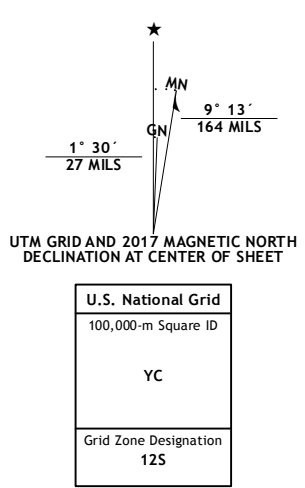 ★
MN
GN
9° 13´
164 MILS
1° 30´
27 MILS
UTM GRID AND 2017 MAGNETIC NORTH
DECLINATION AT CENTER OF SHEET
U.S. National Grid
100,000-m Square ID
YC
Grid Zone Designation
12S